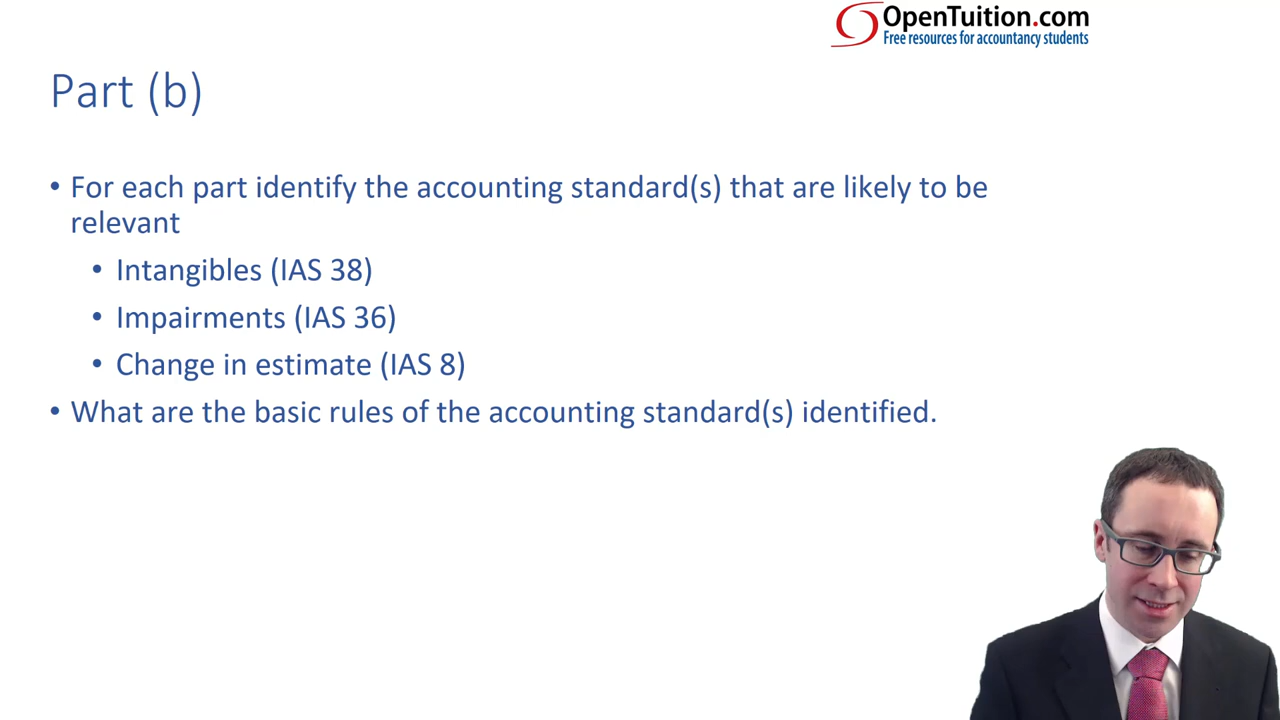 OpenTuition.com
Free resources for accountancy students
Part (b)
• For each part identify the accounting standard(s) that are likely to be
relevant
• Intangibles (IAS 38)
• Impairments (IAS 36)
• Change in estimate (IAS 8)
• What are the basic rules of the accounting standard(s) identified.